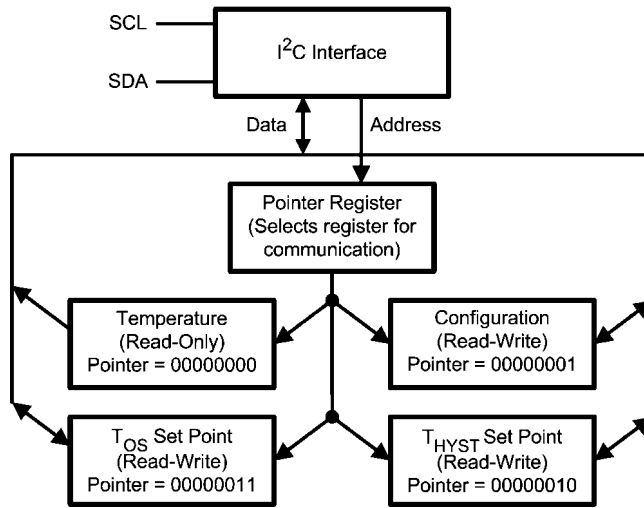 SCL
I²C Interface
SDA
Data
Address
Pointer Register
(Selects register for
communication)
Temperature
(Read-Only)
Pointer = 00000000
Configuration
(Read-Write)
Pointer = 00000001
TOS Set Point
(Read-Write)
Pointer = 00000011
THYST Set Point
(Read-Write)
Pointer = 00000010